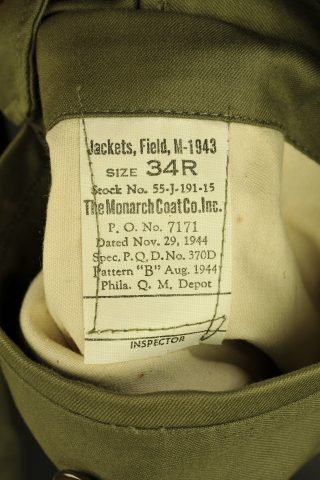 Jackets, Field, M-1943
SIZE 34R
Stock No. 55-J-191-15
The Monarch Coat Co. Inc.
P. O. No. 7171
Dated Nov. 29, 1944
Spec. P. Q. D. No. 370D
Pattern "B" Aug. 1944
Phila. Q. M. Depot
INSPECTOR